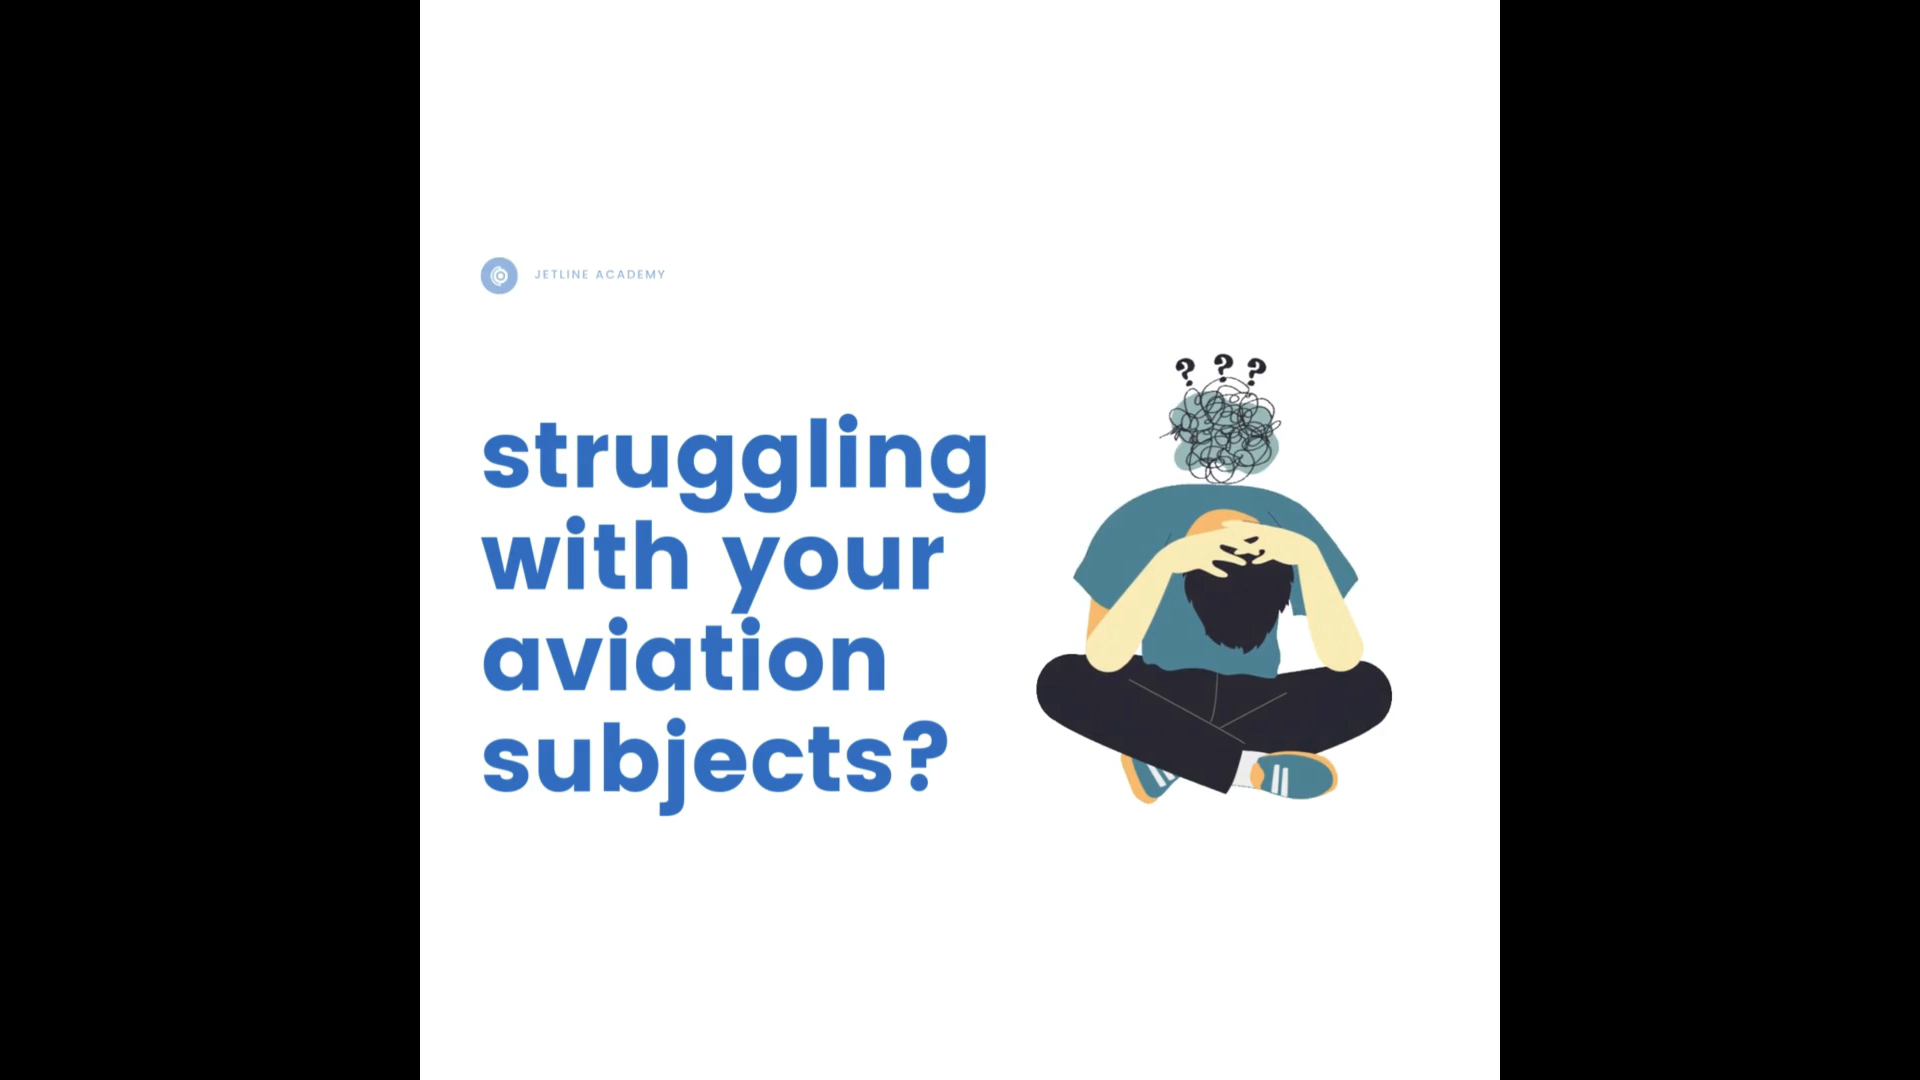 JETLINE ACADEMY
? ? ?
struggling
with your
aviation
subjects?